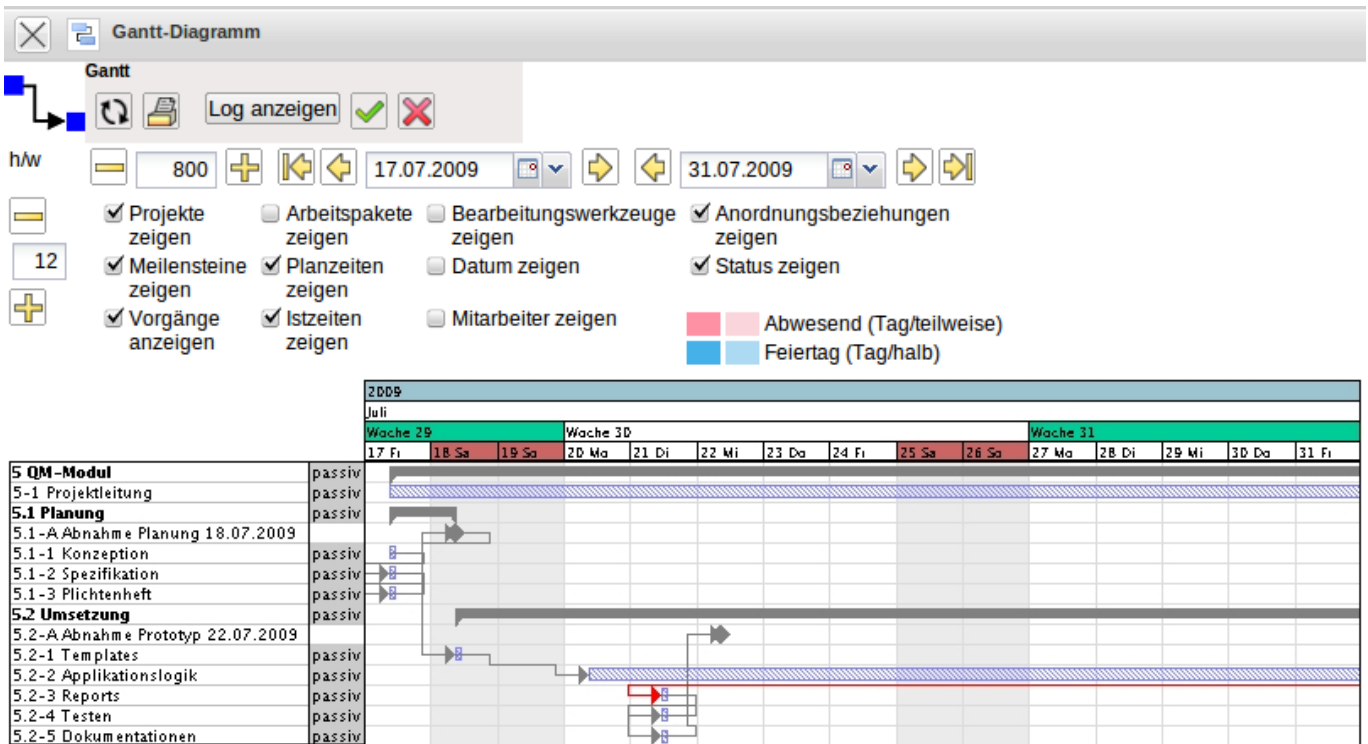 Gantt-Diagramm
Gantt
Log anzeigen
h/w
800 17.07.2009 31.07.2009
12
Projekte zeigen
Arbeitspakete zeigen
Bearbeitungswerkzeuge zeigen
Anordnungsbeziehungen zeigen
Meilensteine zeigen
Planzeiten zeigen
Datum zeigen
Status zeigen
Vorgänge anzeigen
Istzeiten zeigen
Mitarbeiter zeigen
Abwesend (Tag/teilweise)
Feiertag (Tag/halb)
2009
Juli
Woche 29 Woche 30 Woche 31
17 Fr 18 Sa 19 So 20 Mo 21 Di 22 Mi 23 Do 24 Fr 25 Sa 26 So 27 Mo 28 Di 29 Mi 30 Do 31 Fr
5 QM-Modul passiv
5-1 Projektleitung passiv
5.1 Planung passiv
5.1-A Abnahme Planung 18.07.2009
5.1-1 Konzeption passiv
5.1-2 Spezifikation passiv
5.1-3 Plichtenheft passiv
5.2 Umsetzung passiv
5.2-A Abnahme Prototyp 22.07.2009
5.2-1 Templates passiv
5.2-2 Applikationslogik passiv
5.2-3 Reports passiv
5.2-4 Testen passiv
5.2-5 Dokumentationen passiv